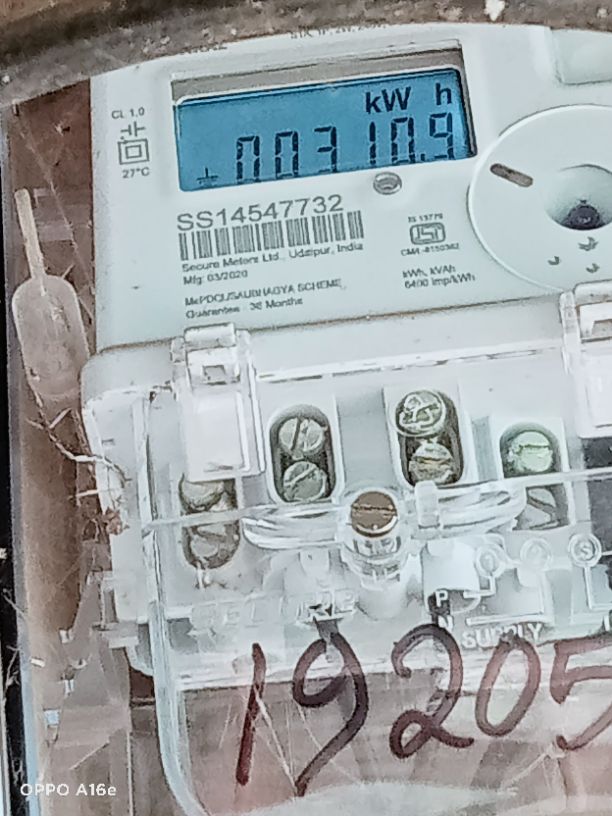 CL 1.0
27°C
kW h
00310.9
SS14547732
Secure Meters Ltd., Udaipur, India
Mfg: 03/2020
SAUBHAGYA SCHEME,
Guarantee : 36 Months
IS 13779
ISI
kWh, kVAh
6400 imp/kWh
P
N SUPPLY
19205
OPPO A16e